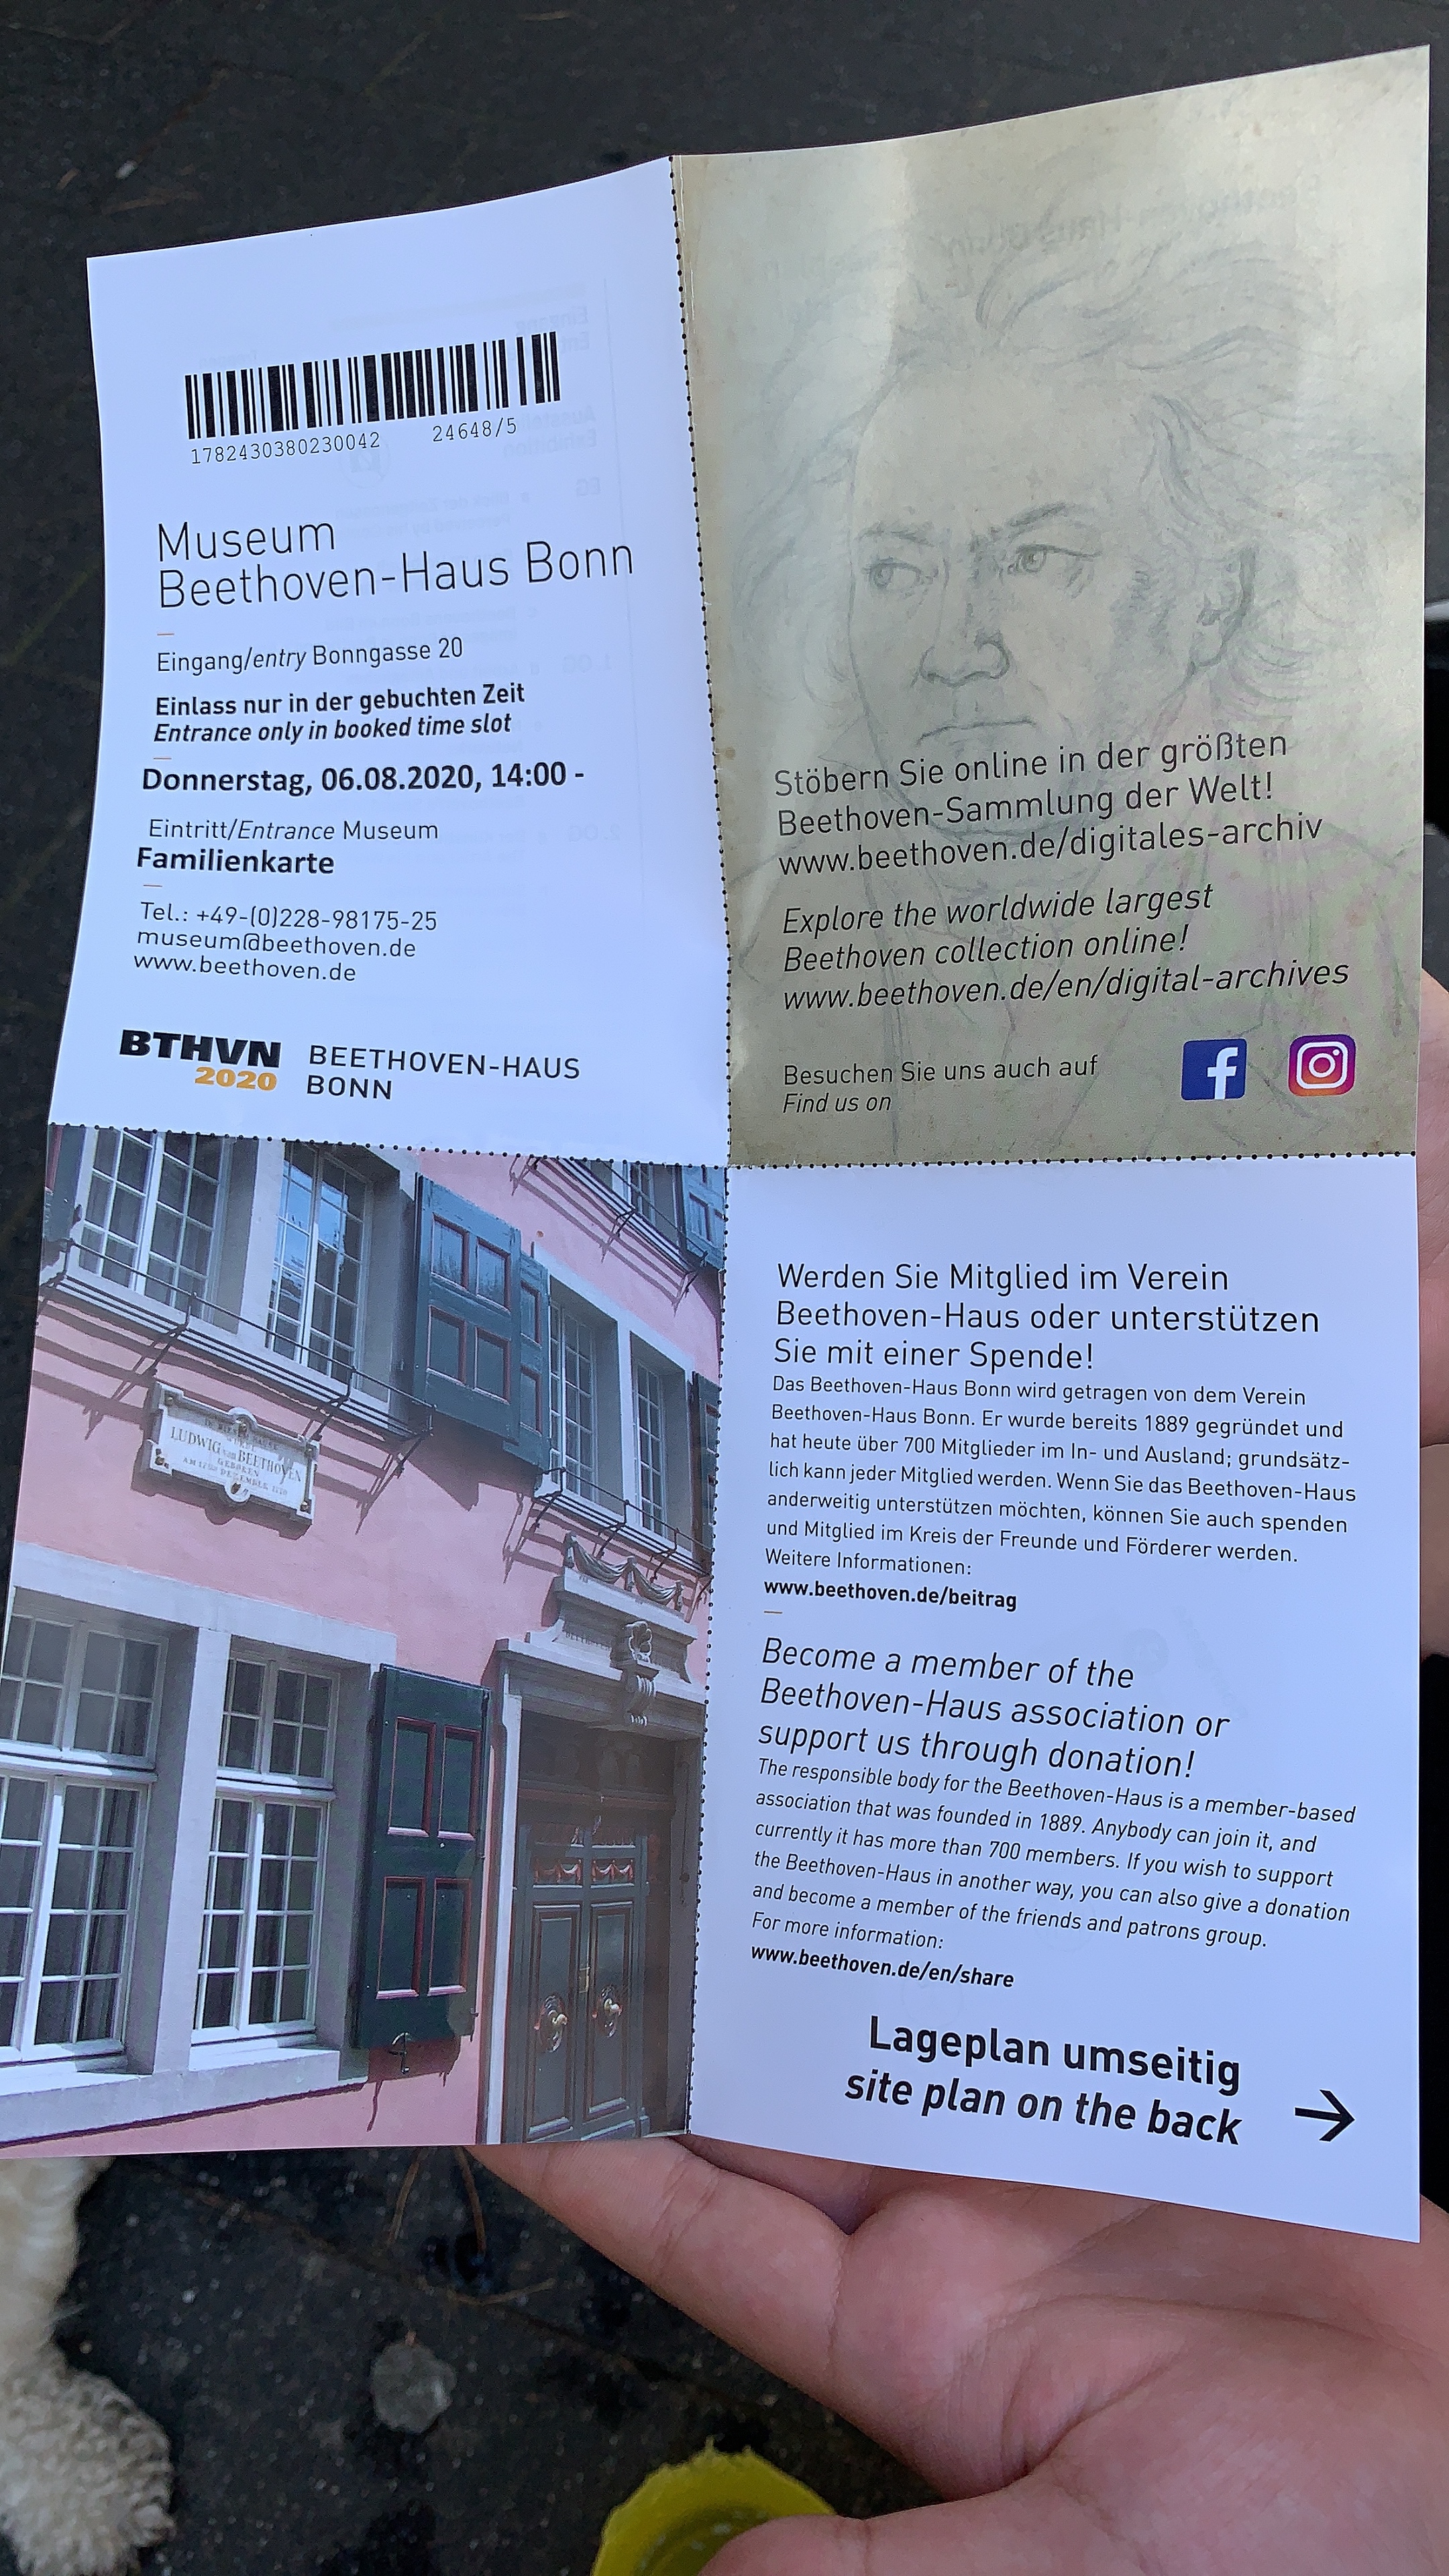 1782430380230042 24648/5
Museum
Beethoven-Haus Bonn
Eingang/entry Bonngasse 20
Einlass nur in der gebuchten Zeit
Entrance only in booked time slot
Donnerstag, 06.08.2020, 14:00 -
Eintritt/Entrance Museum
Familienkarte
Tel.: +49-(0)228-98175-25
museum@beethoven.de
www.beethoven.de
BTHVN
2020
BEETHOVEN-HAUS
BONN
Stöbern Sie online in der größten
Beethoven-Sammlung der Welt!
www.beethoven.de/digitales-archiv
Explore the worldwide largest
Beethoven collection online!
www.beethoven.de/en/digital-archives
Besuchen Sie uns auch auf
Find us on
LUDWIG van BEETHOVEN
GEBOREN
Werden Sie Mitglied im Verein
Beethoven-Haus oder unterstützen
Sie mit einer Spende!
Das Beethoven-Haus Bonn wird getragen von dem Verein
Beethoven-Haus Bonn. Er wurde bereits 1889 gegründet und
hat heute über 700 Mitglieder im In- und Ausland; grundsätz-
lich kann jeder Mitglied werden. Wenn Sie das Beethoven-Haus
anderweitig unterstützen möchten, können Sie auch spenden
und Mitglied im Kreis der Freunde und Förderer werden.
Weitere Informationen:
www.beethoven.de/beitrag
Become a member of the
Beethoven-Haus association or
support us through donation!
The responsible body for the Beethoven-Haus is a member-based
association that was founded in 1889. Anybody can join it, and
currently it has more than 700 members. If you wish to support
the Beethoven-Haus in another way, you can also give a donation
and become a member of the friends and patrons group.
For more information:
www.beethoven.de/en/share
Lageplan umseitig
site plan on the back